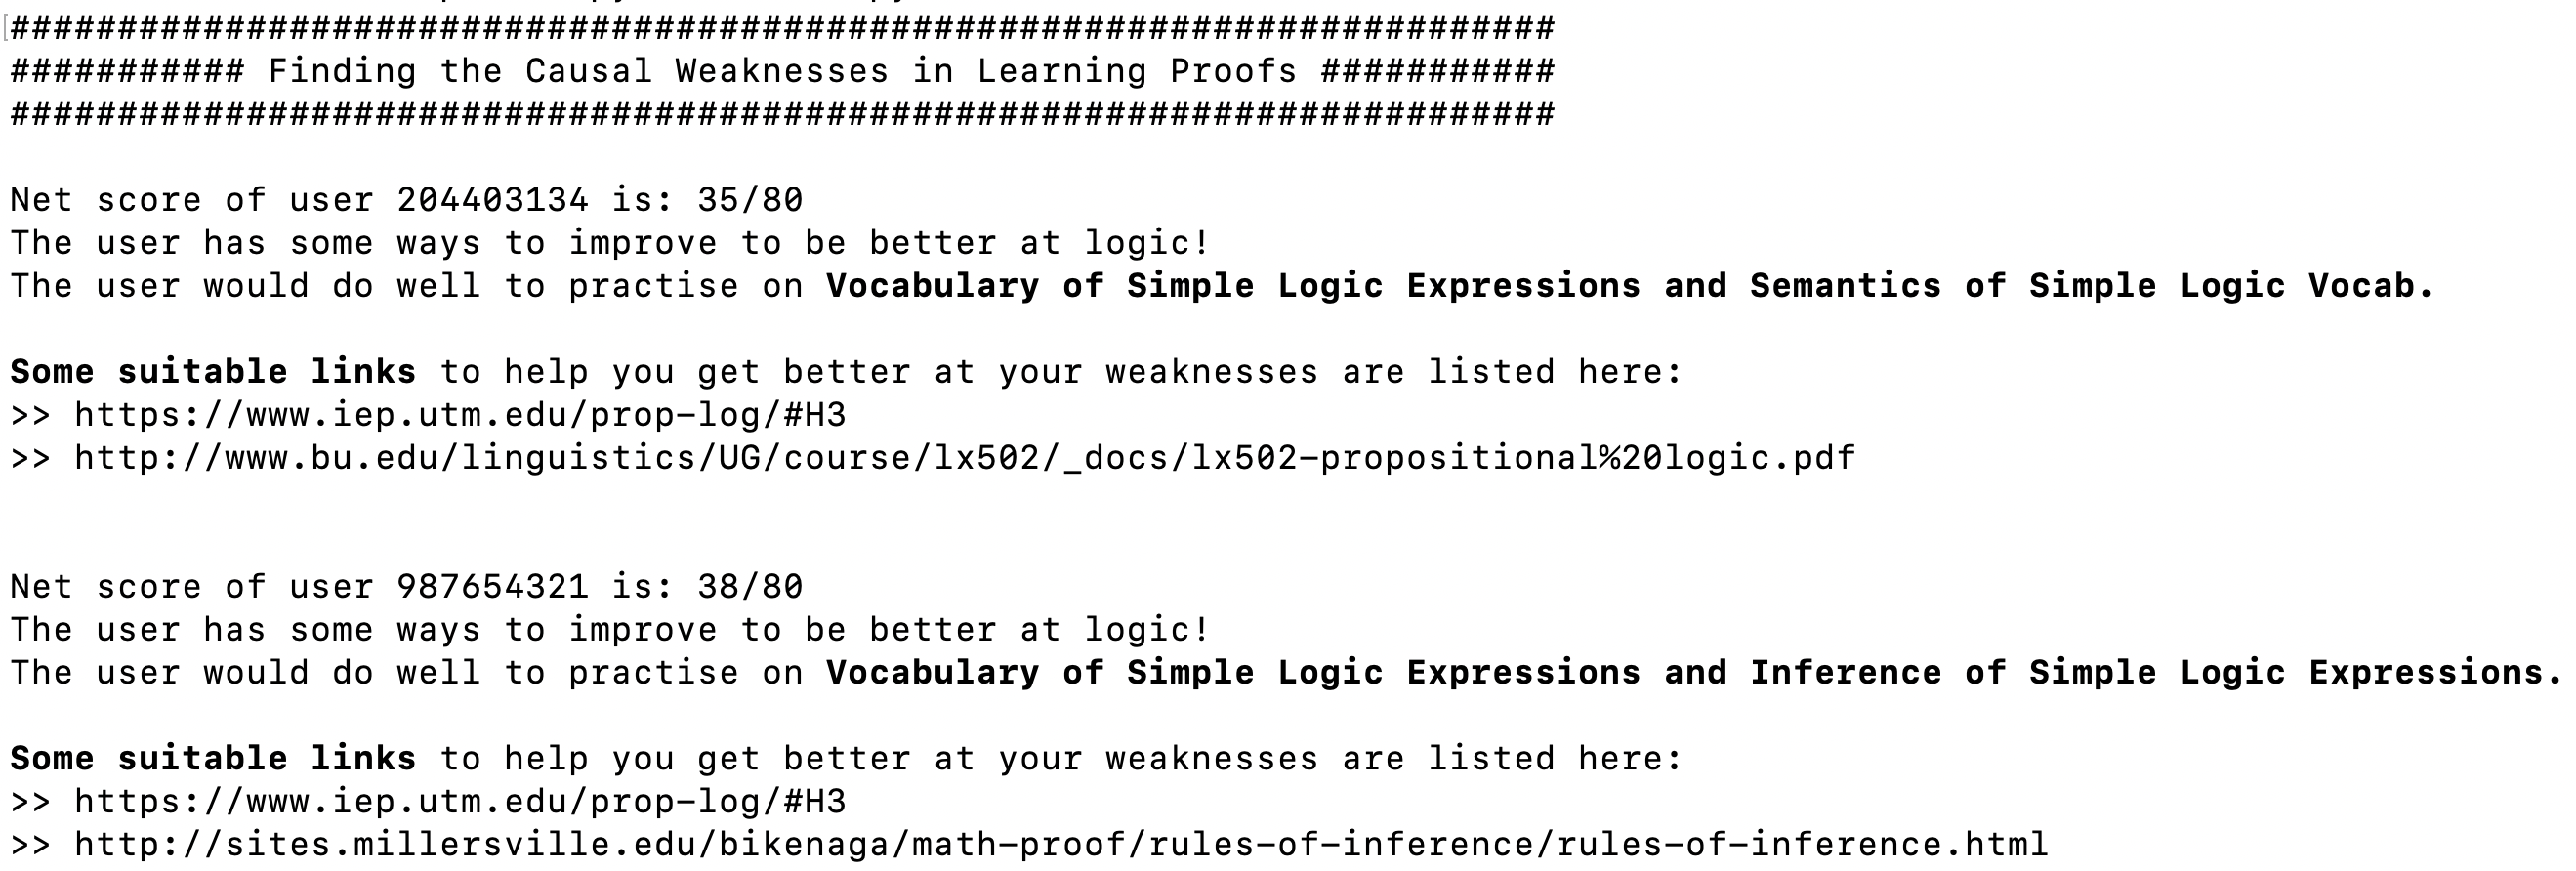 ########################################################################
########### Finding the Causal Weaknesses in Learning Proofs ###########
########################################################################
Net score of user 204403134 is: 35/80
The user has some ways to improve to be better at logic!
The user would do well to practise on Vocabulary of Simple Logic Expressions and Semantics of Simple Logic Vocab.
Some suitable links to help you get better at your weaknesses are listed here:
>> https://www.iep.utm.edu/prop-log/#H3
>> http://www.bu.edu/linguistics/UG/course/lx502/_docs/lx502-propositional%20logic.pdf
Net score of user 987654321 is: 38/80
The user has some ways to improve to be better at logic!
The user would do well to practise on Vocabulary of Simple Logic Expressions and Inference of Simple Logic Expressions.
Some suitable links to help you get better at your weaknesses are listed here:
>> https://www.iep.utm.edu/prop-log/#H3
>> http://sites.millersville.edu/bikenaga/math-proof/rules-of-inference/rules-of-inference.html